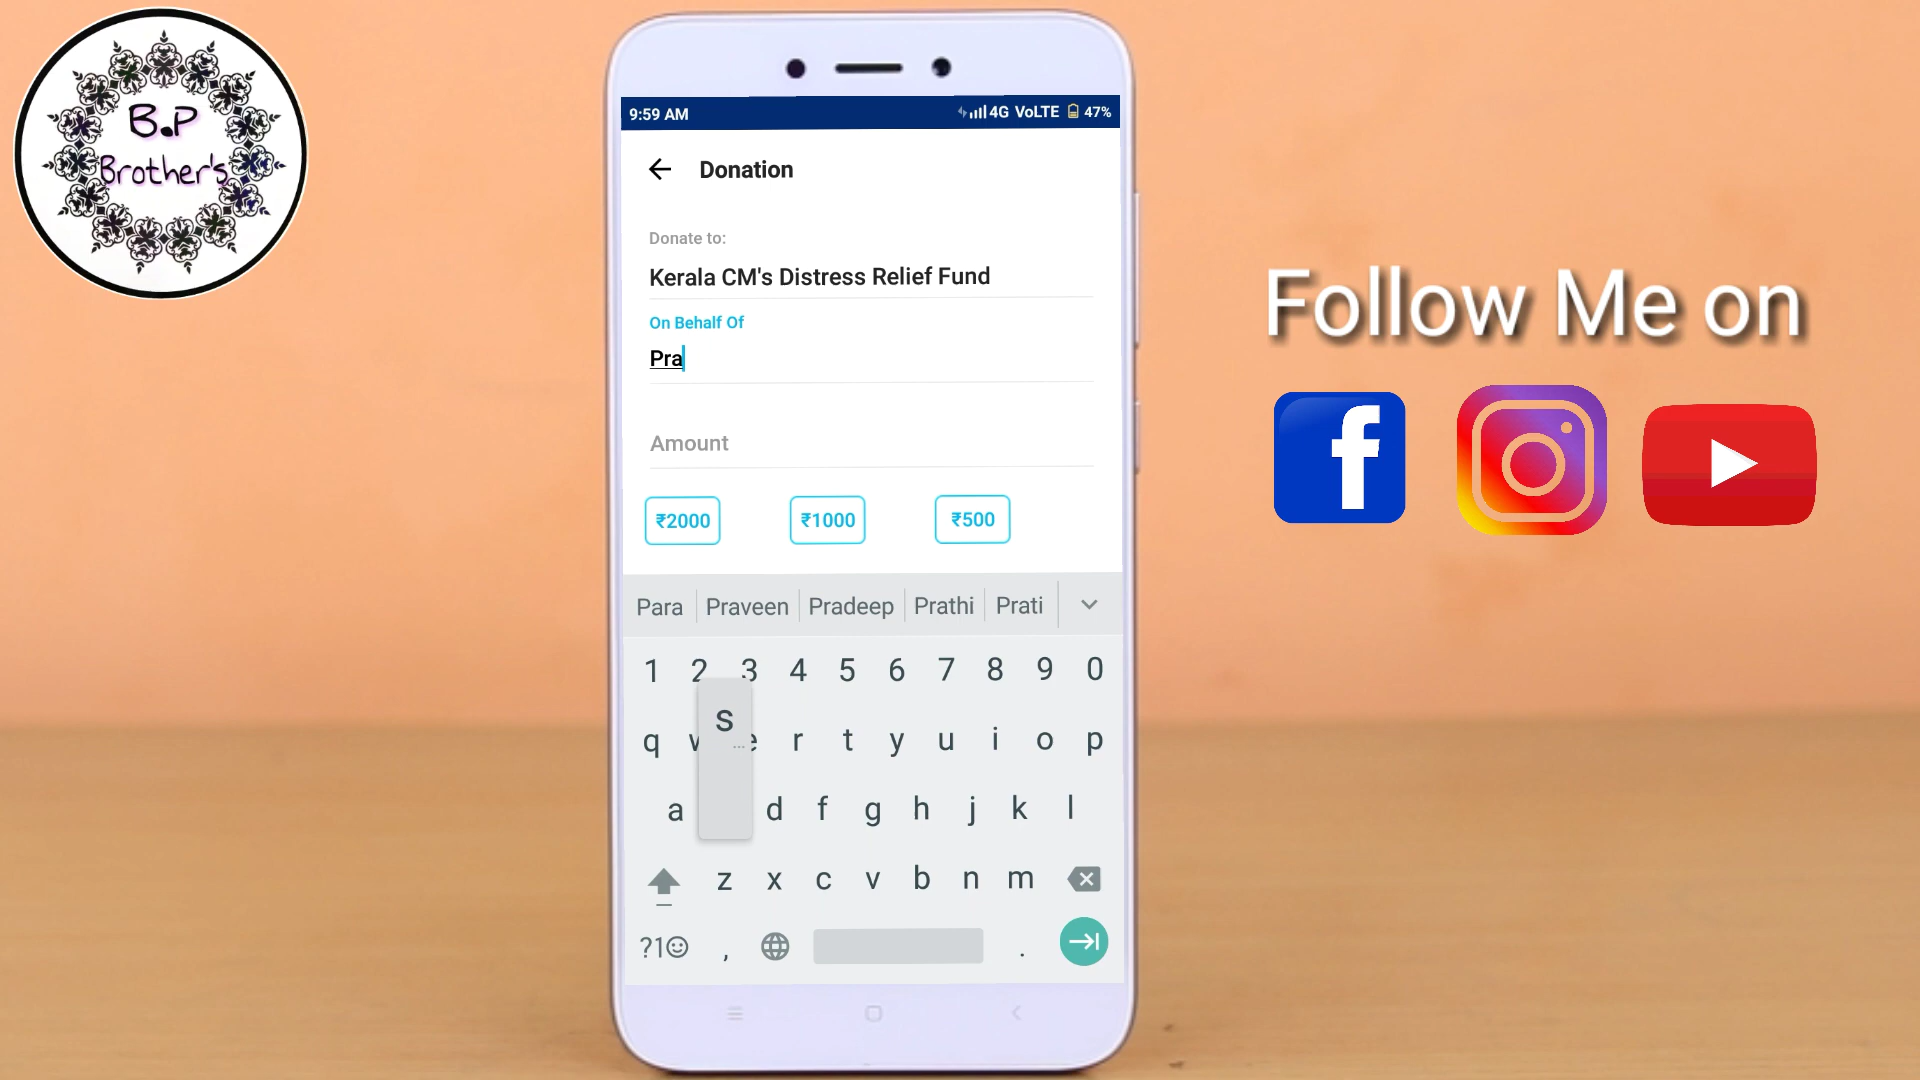 B.P
Brother's
9:59 AM
4G VoLTE 47%
Donation
Donate to:
Kerala CM's Distress Relief Fund
On Behalf Of
Pra
Amount
₹2000 ₹1000 ₹500
Para Praveen Pradeep Prathi Prati
1 2 3 4 5 6 7 8 9 0
q w e r t y u i o p
a s d f g h j k l
z x c v b n m
?1☺ , .
Follow Me on
f